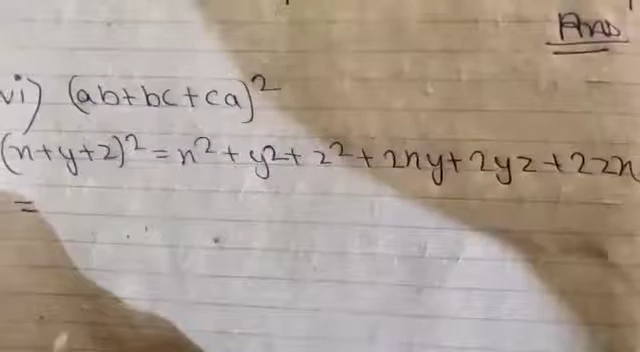 Ans
vi) (ab+bc+ca)²
(x+y+z)²=x²+y²+z²+2xy+2yz+2zx
=